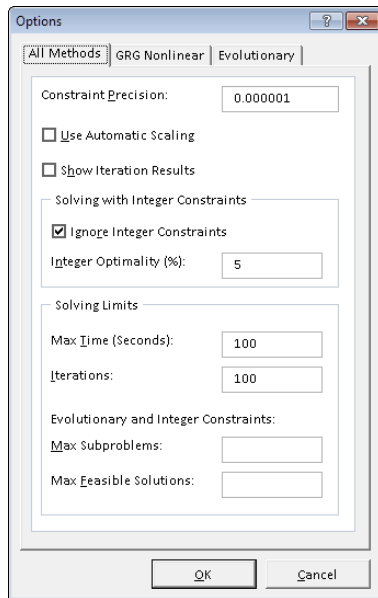 Options
All Methods GRG Nonlinear Evolutionary
Constraint Precision: 0.000001
Use Automatic Scaling
Show Iteration Results
Solving with Integer Constraints
Ignore Integer Constraints
Integer Optimality (%): 5
Solving Limits
Max Time (Seconds): 100
Iterations: 100
Evolutionary and Integer Constraints:
Max Subproblems:
Max Feasible Solutions:
OK Cancel